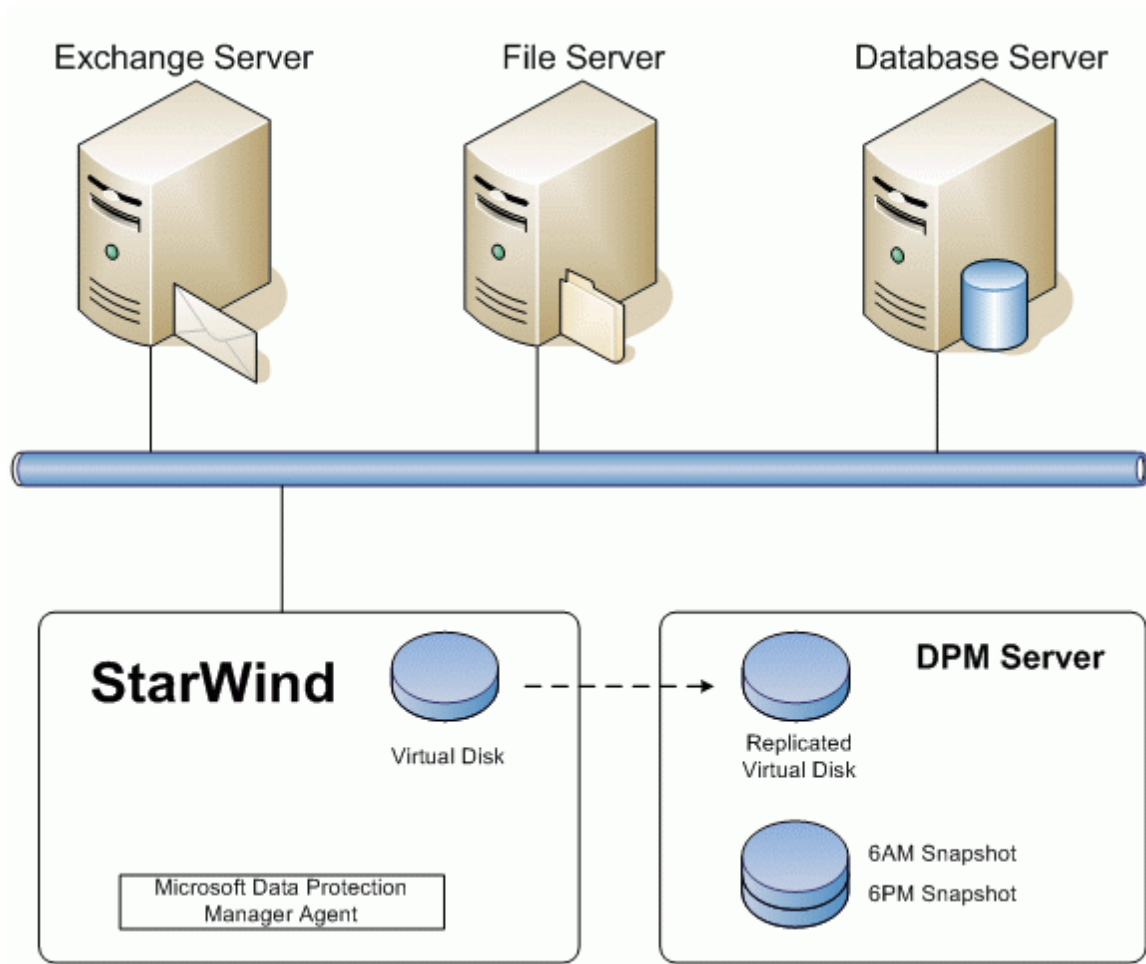 Exchange Server
File Server
Database Server
StarWind
Virtual Disk
Microsoft Data Protection
Manager Agent
DPM Server
Replicated
Virtual Disk
6AM Snapshot
6PM Snapshot